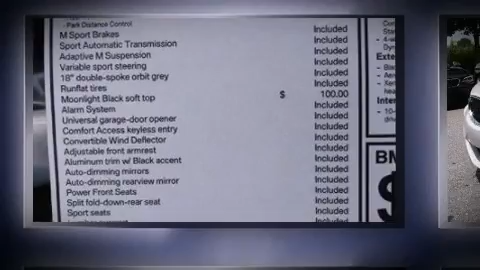 - Park Distance Control
M Sport Brakes Included
Sport Automatic Transmission Included
Adaptive M Suspension Included
Variable sport steering Included
18" double-spoke orbit grey Included
Runflat tires Included
Moonlight Black soft top $ 100.00
Alarm System Included
Universal garage-door opener Included
Comfort Access keyless entry Included
Convertible Wind Deflector Included
Adjustable front armrest Included
Aluminum trim w/ Black accent Included
Auto-dimming mirrors Included
Auto-dimming rearview mirror Included
Power Front Seats Included
Split fold-down-rear seat Included
Sport seats Included
Included
Exte
Inter
BM
$